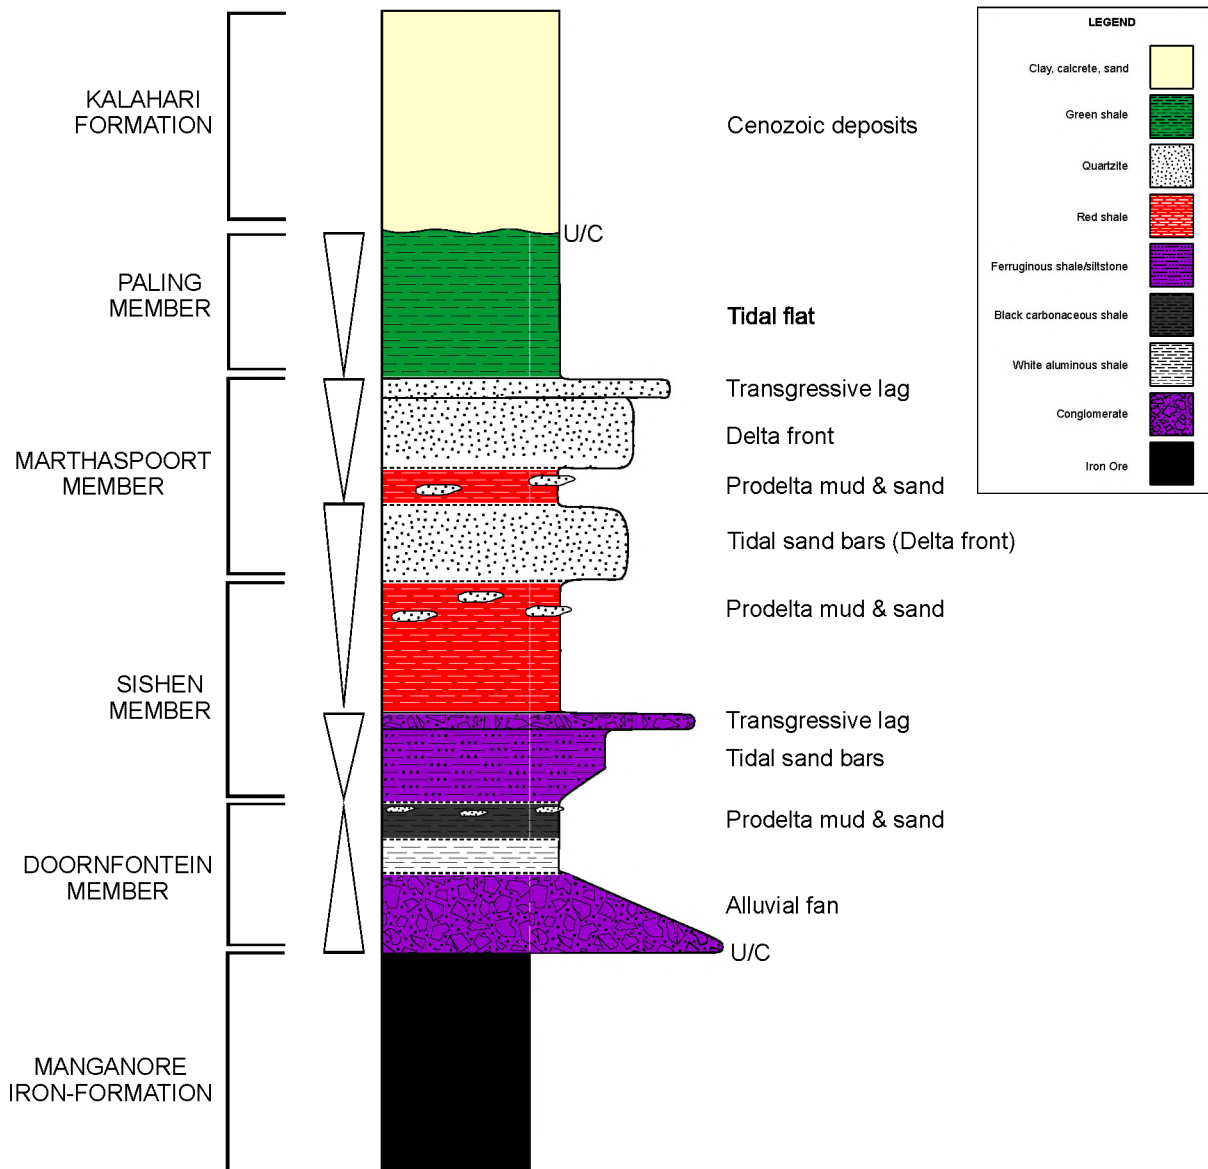 KALAHARI
FORMATION
PALING
MEMBER
MARTHASPOORT
MEMBER
SISHEN
MEMBER
DOORNFONTEIN
MEMBER
MANGANORE
IRON-FORMATION
Cenozoic deposits
U/C
Tidal flat
Transgressive lag
Delta front
Prodelta mud & sand
Tidal sand bars (Delta front)
Prodelta mud & sand
Transgressive lag
Tidal sand bars
Prodelta mud & sand
Alluvial fan
U/C
LEGEND
Clay, calcrete, sand
Green shale
Quartzite
Red shale
Ferruginous shale/siltstone
Black carbonaceous shale
White aluminous shale
Conglomerate
Iron Ore